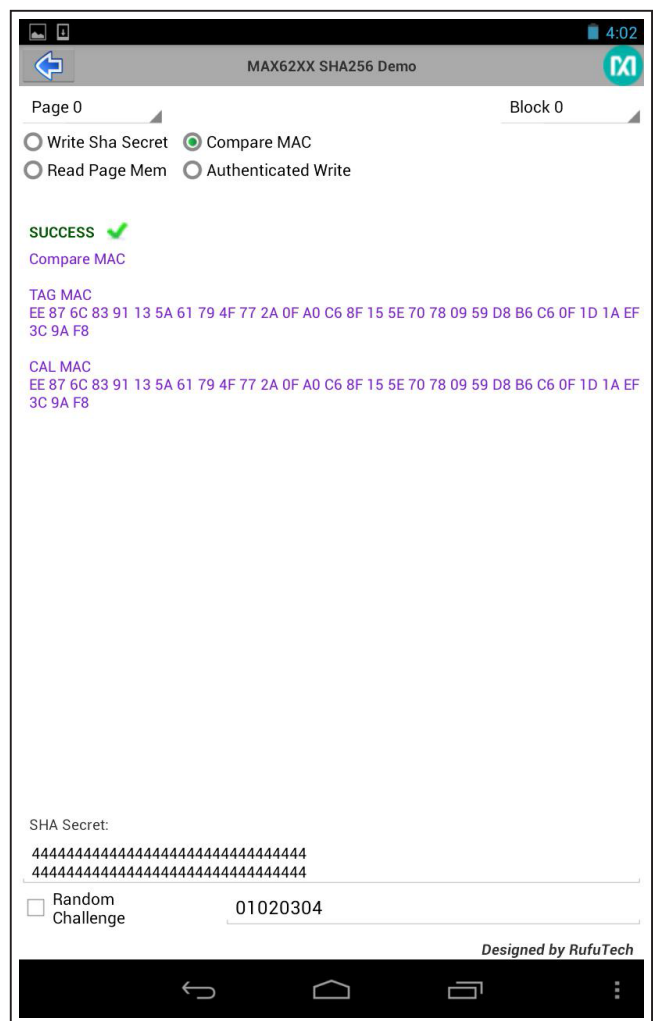 4:02
MAX62XX SHA256 Demo
Page 0
Block 0
Write Sha Secret
Compare MAC
Read Page Mem
Authenticated Write
SUCCESS
Compare MAC
TAG MAC
EE 87 6C 83 91 13 5A 61 79 4F 77 2A 0F A0 C6 8F 15 5E 70 78 09 59 D8 B6 C6 0F 1D 1A EF
3C 9A F8
CAL MAC
EE 87 6C 83 91 13 5A 61 79 4F 77 2A 0F A0 C6 8F 15 5E 70 78 09 59 D8 B6 C6 0F 1D 1A EF
3C 9A F8
SHA Secret:
44444444444444444444444444444444
44444444444444444444444444444444
Random
Challenge
01020304
Designed by RufuTech